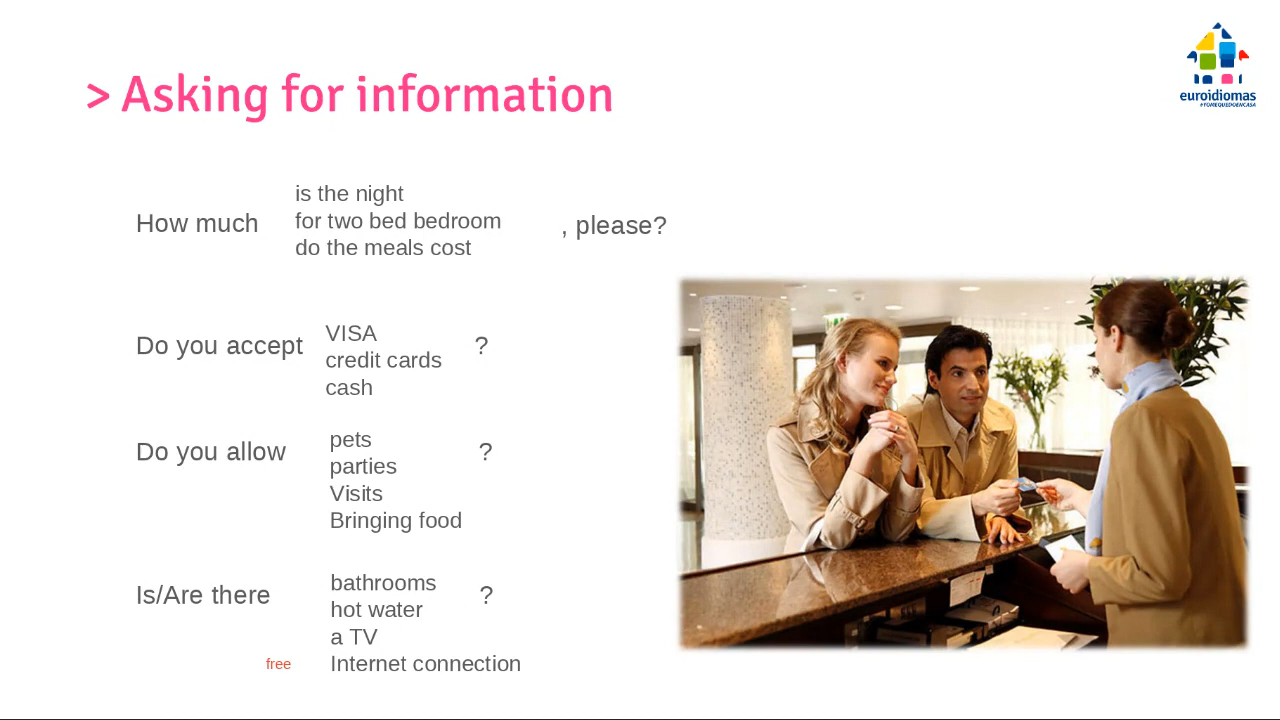 > Asking for information
euroidiomas
#YOMEQUEDOENCASA
is the night
How much
for two bed bedroom
, please?
do the meals cost
VISA
Do you accept
?
credit cards
cash
pets
Do you allow
?
parties
Visits
Bringing food
bathrooms
Is/Are there
?
hot water
a TV
free
Internet connection